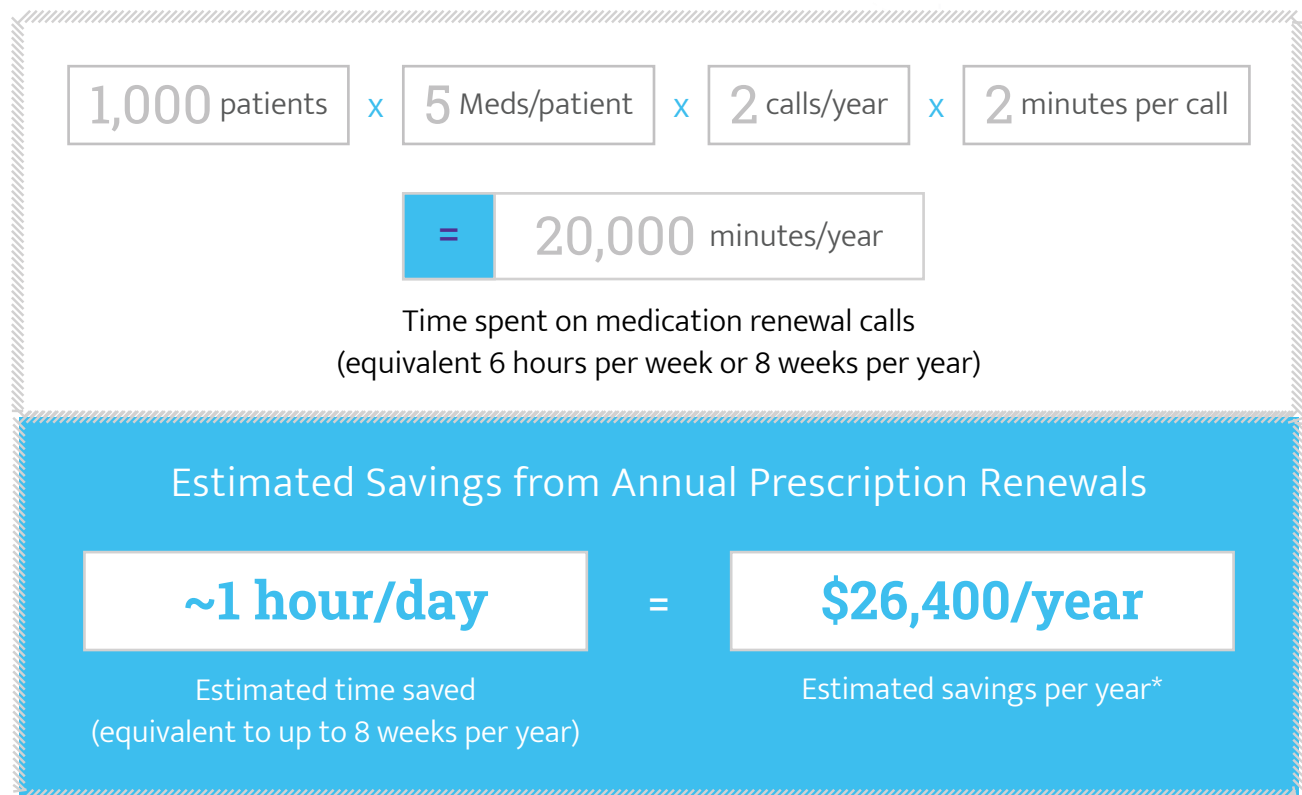 1,000 patients x 5 Meds/patient x 2 calls/year x 2 minutes per call
= 20,000 minutes/year
Time spent on medication renewal calls
(equivalent 6 hours per week or 8 weeks per year)
Estimated Savings from Annual Prescription Renewals
~1 hour/day = $26,400/year
Estimated time saved
(equivalent to up to 8 weeks per year)
Estimated savings per year*